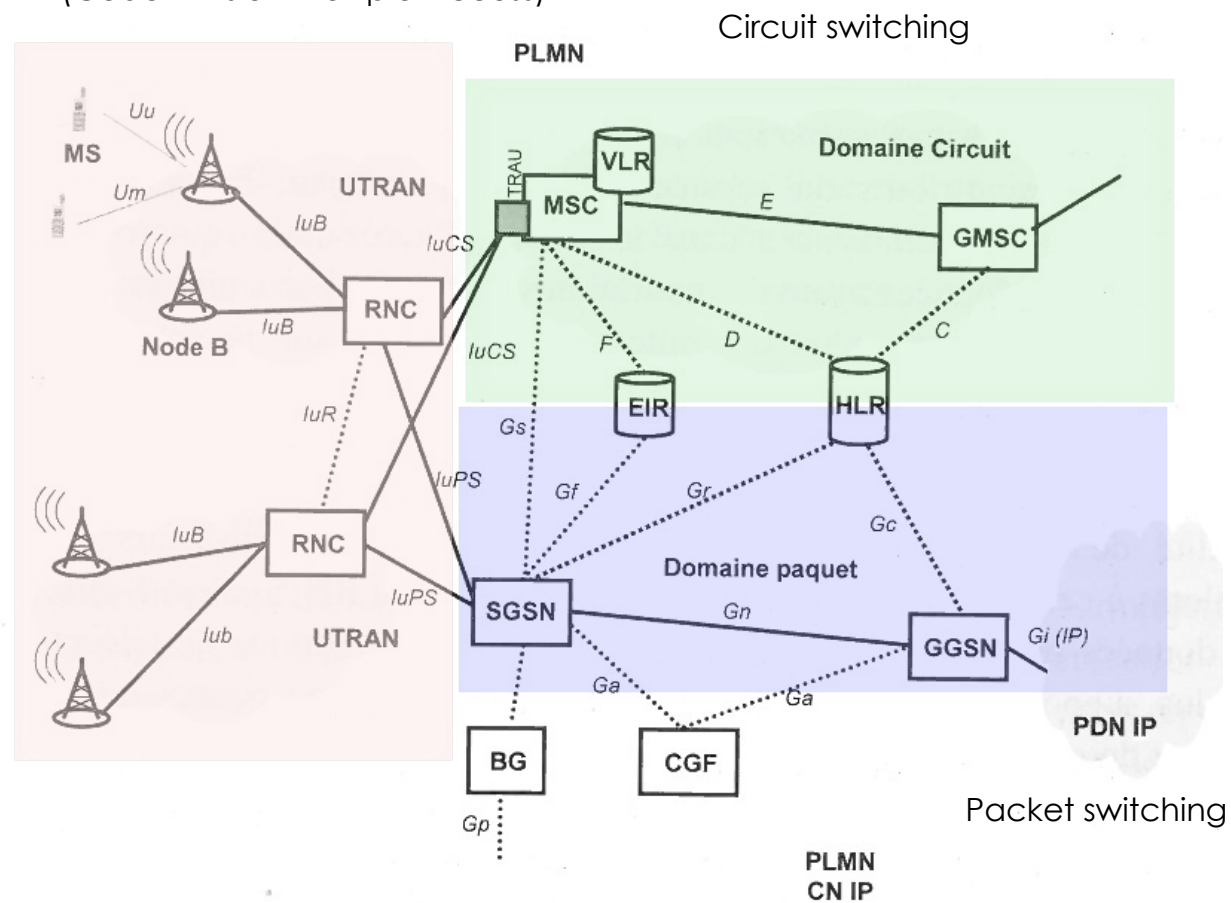 Circuit switching
PLMN
Uu
MS
Um
UTRAN
IuB
IuB
Node B
RNC
IuCS
IuCS
TRAU
VLR
MSC
Domaine Circuit
E
GMSC
F
D
C
EIR
HLR
IuR
Gs
IuPS
Gf
Gr
Gc
IuB
RNC
IuPS
Iub
UTRAN
Domaine paquet
SGSN
Gn
GGSN
Gi (IP)
Ga
Ga
PDN IP
BG
CGF
Gp
Packet switching
PLMN
CN IP